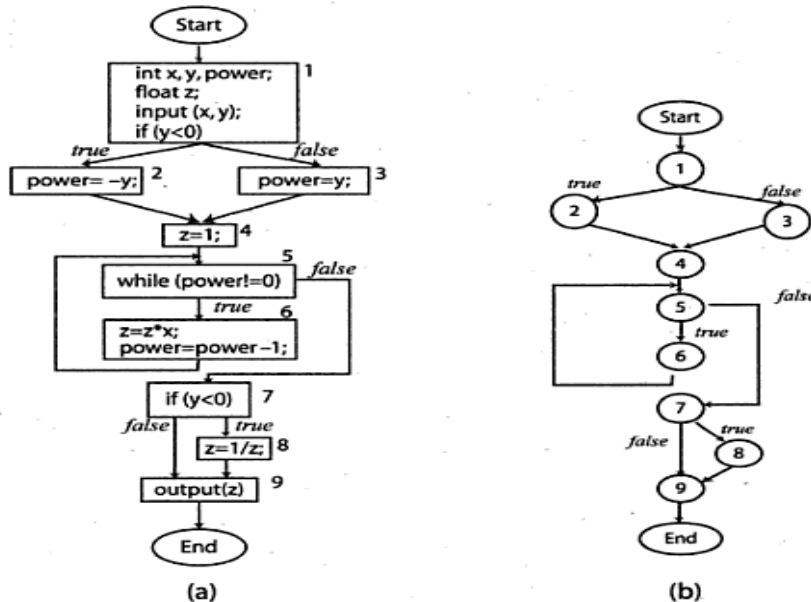 Start
int x, y, power;
float z;
input (x, y);
if (y<0)
1
true
false
power= –y;
2
power=y;
3
z=1;
4
5
while (power!=0)
false
true
6
z=z*x;
power=power–1;
if (y<0)
7
false
true
z=1/z;
8
output(z)
9
End
(a)
Start
1
true
false
2
3
4
5
false
true
6
7
true
false
8
9
End
(b)